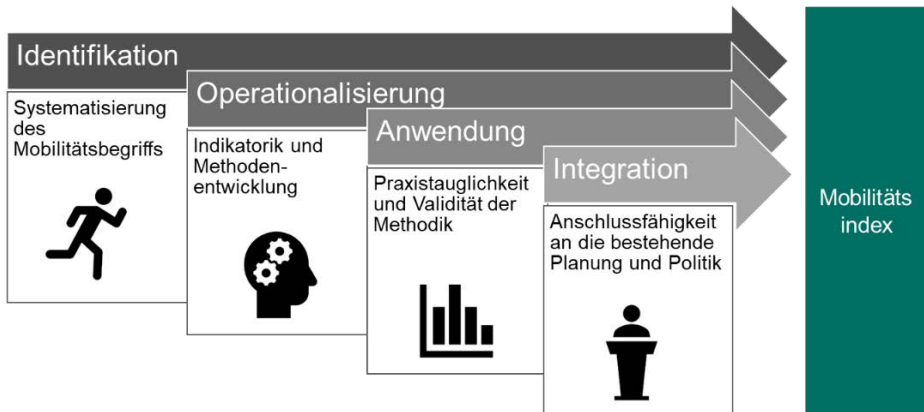 Identifikation
Systematisierung
des
Mobilitätsbegriffs
Operationalisierung
Indikatorik und
Methoden-
entwicklung
Anwendung
Praxistauglichkeit
und Validität der
Methodik
Integration
Anschlussfähigkeit
an die bestehende
Planung und Politik
Mobilitäts
index